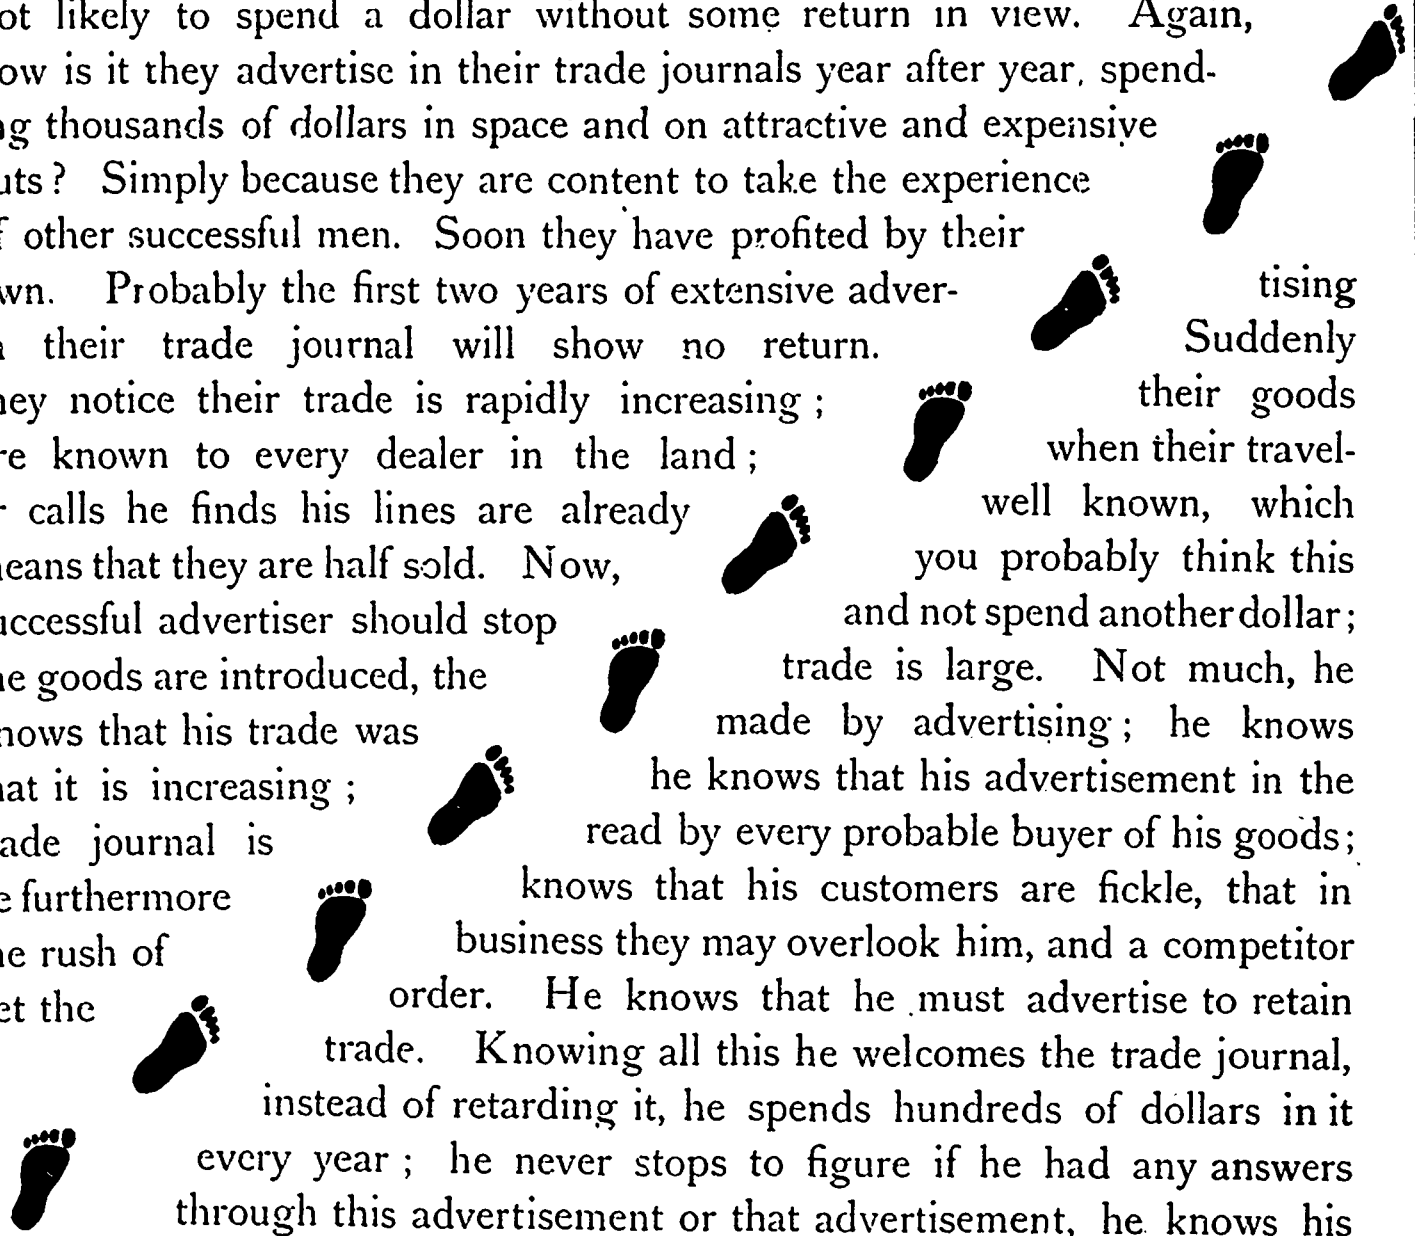 ot likely to spend a dollar without some return in view. Again,
ow is it they advertise in their trade journals year after year, spend-
g thousands of dollars in space and on attractive and expensive
uts? Simply because they are content to take the experience
f other successful men. Soon they have profited by their
wn. Probably the first two years of extensive adver- tising
their trade journal will show no return. Suddenly
hey notice their trade is rapidly increasing; their goods
re known to every dealer in the land; when their travel-
r calls he finds his lines are already well known, which
eans that they are half sold. Now, you probably think this
uccessful advertiser should stop and not spend another dollar;
he goods are introduced, the trade is large. Not much, he
nows that his trade was made by advertising; he knows
hat it is increasing; he knows that his advertisement in the
ade journal is read by every probable buyer of his goods;
e furthermore knows that his customers are fickle, that in
he rush of business they may overlook him, and a competitor
et the order. He knows that he must advertise to retain
trade. Knowing all this he welcomes the trade journal,
instead of retarding it, he spends hundreds of dollars in it
every year; he never stops to figure if he had any answers
through this advertisement or that advertisement, he knows his